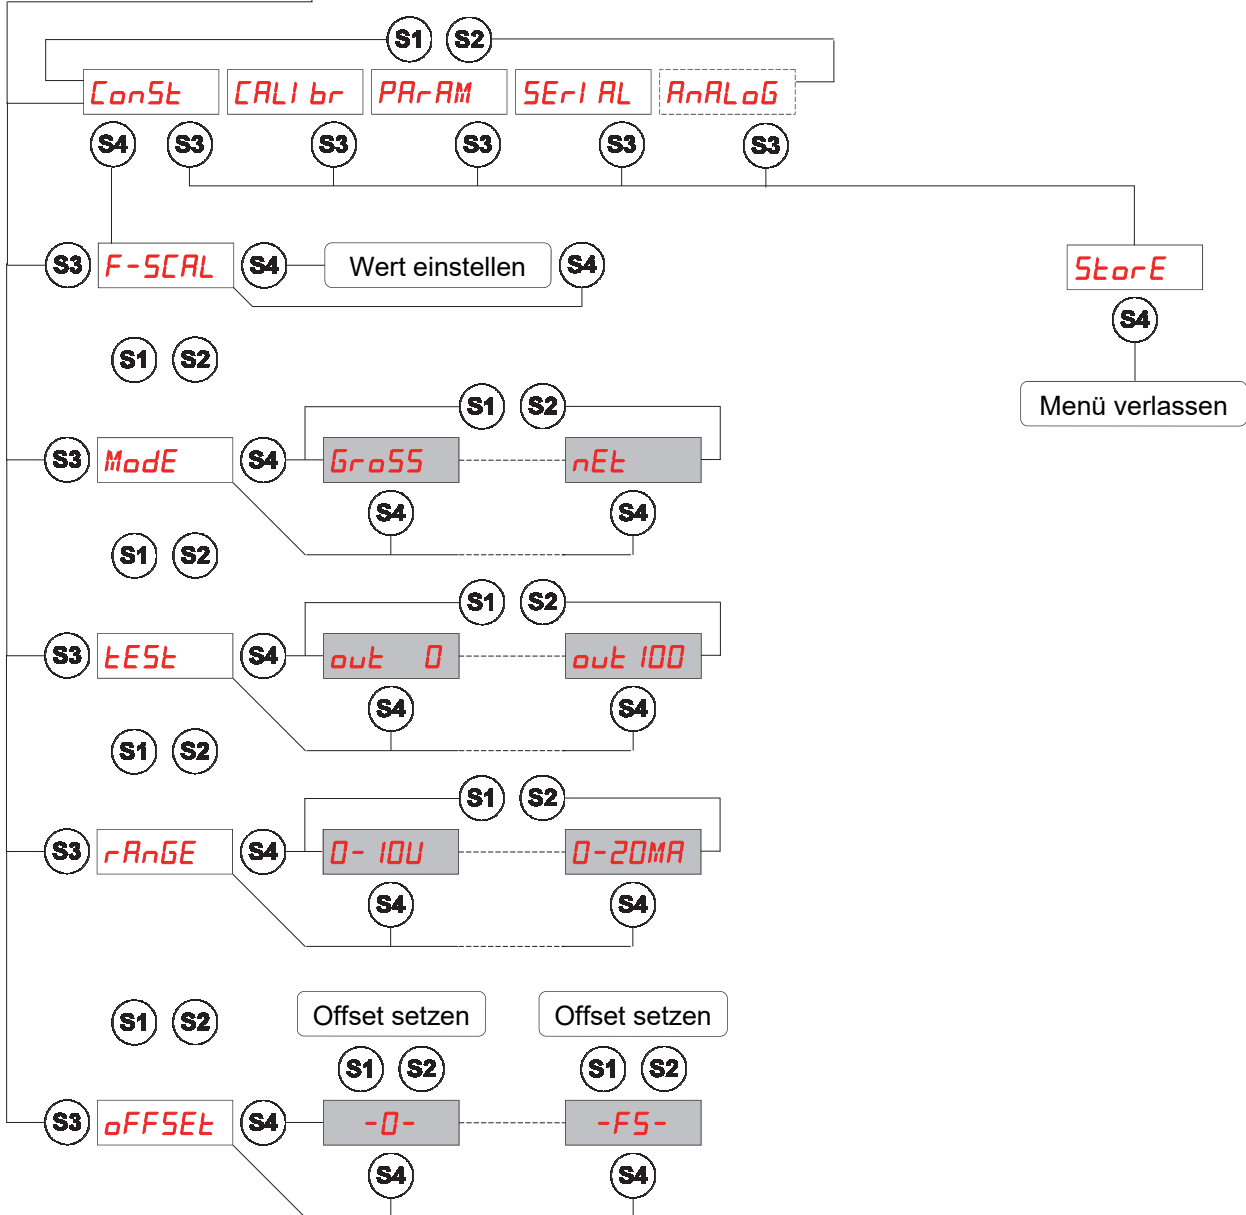 S1 S2
ConSt CALIbr PArAM SErIAL AnALoG
S4 S3 S3 S3 S3 S3
S3 F-SCAL S4 Wert einstellen S4 StorE
S4
S1 S2
Menü verlassen
S1 S2
S3 ModE S4 GroSS nEt
S4 S4
S1 S2
S1 S2
S3 tESt S4 out 0 out 100
S4 S4
S1 S2
S1 S2
S3 rAnGE S4 0-10U 0-20MA
S4 S4
Offset setzen Offset setzen
S1 S2
S1 S2 S1 S2
S3 oFFSEt S4 -0- -FS-
S4 S4